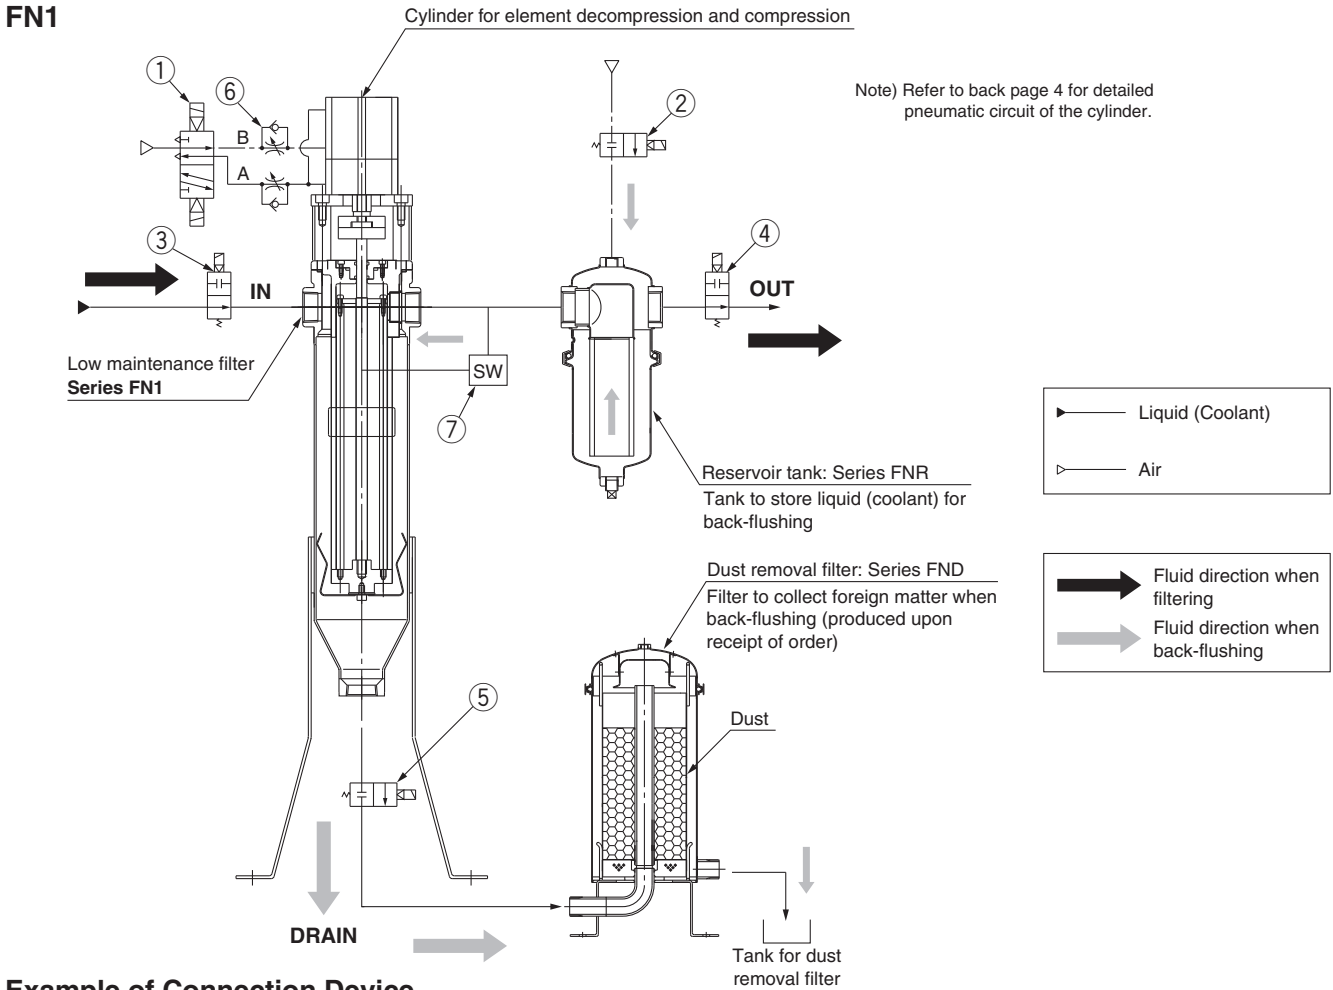 FN1
Cylinder for element decompression and compression
1
6
2
Note) Refer to back page 4 for detailed
pneumatic circuit of the cylinder.
B
A
3
4
IN
OUT
Low maintenance filter
Series FN1
SW
7
Liquid (Coolant)
Air
Reservoir tank: Series FNR
Tank to store liquid (coolant) for
back-flushing
Dust removal filter: Series FND
Filter to collect foreign matter when
back-flushing (produced upon
receipt of order)
Fluid direction when
filtering
Fluid direction when
back-flushing
5
Dust
DRAIN
Tank for dust
removal filter
Example of Connection Device